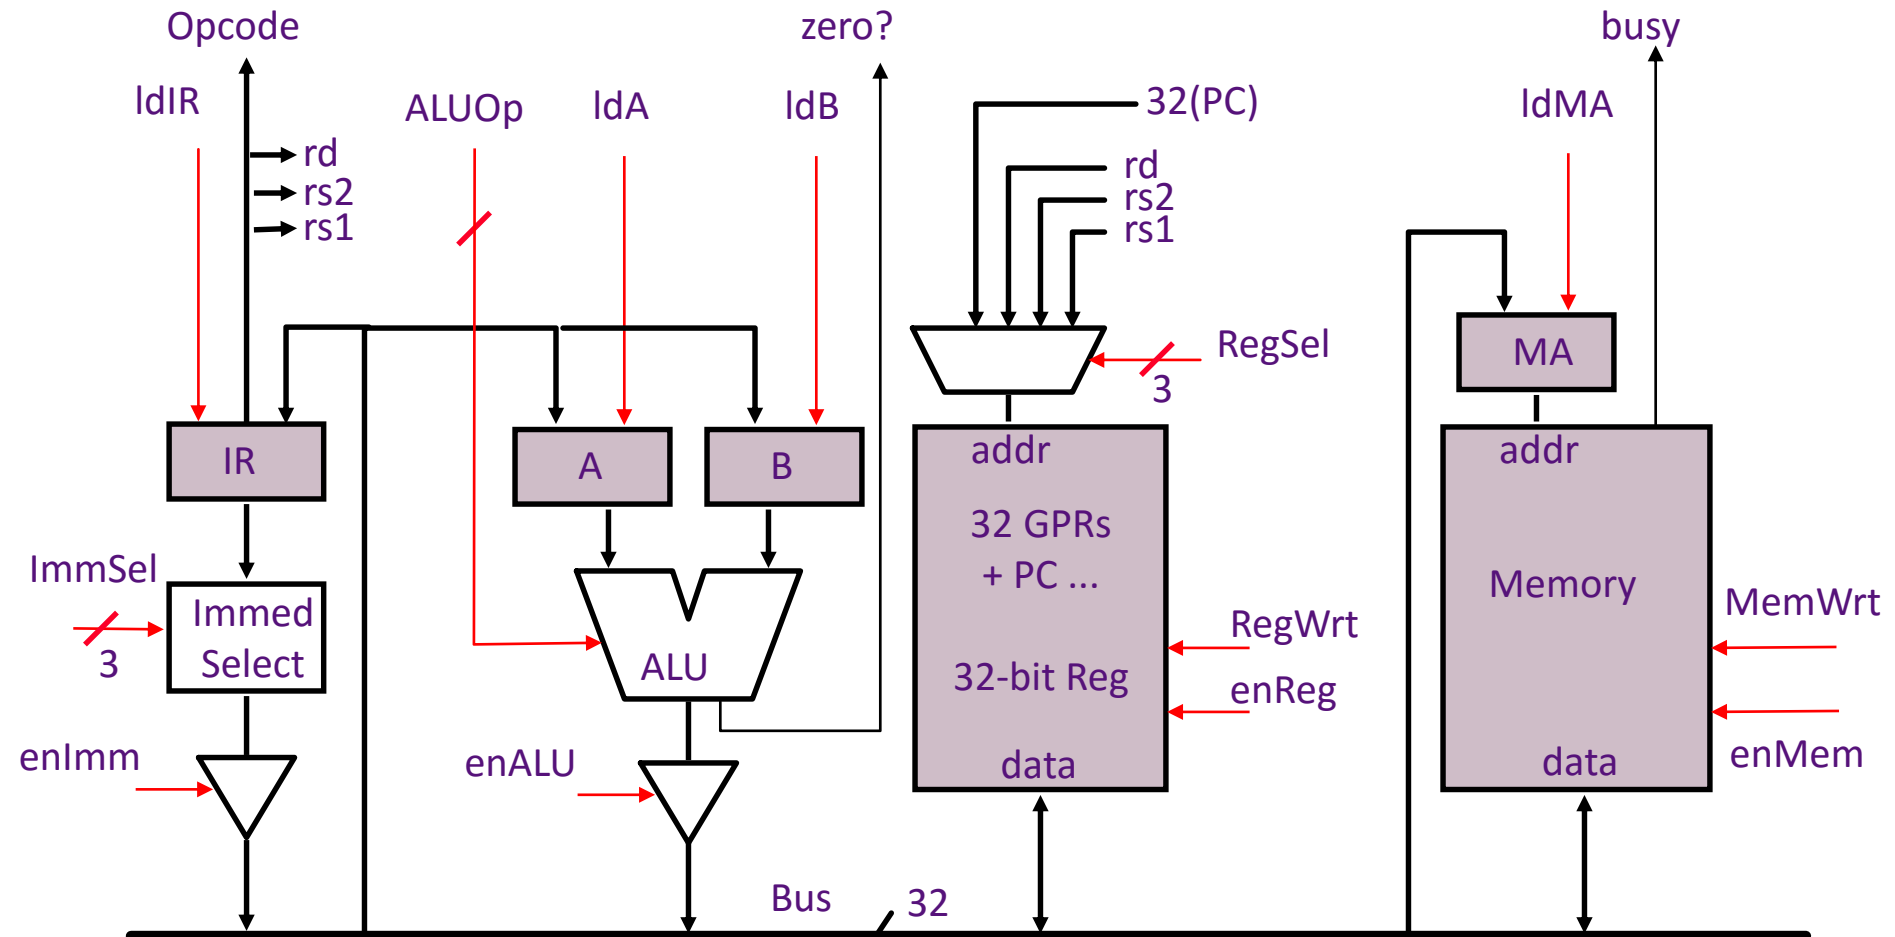 Opcode
zero?
busy
ldIR
ALUOp
ldA
ldB
32(PC)
ldMA
rd
rs2
rs1
rd
rs2
rs1
RegSel
3
MA
IR
A
B
addr
32 GPRs
+ PC ...
32-bit Reg
data
addr
Memory
data
ImmSel
3
Immed
Select
ALU
RegWrt
enReg
MemWrt
enMem
enImm
enALU
Bus
32